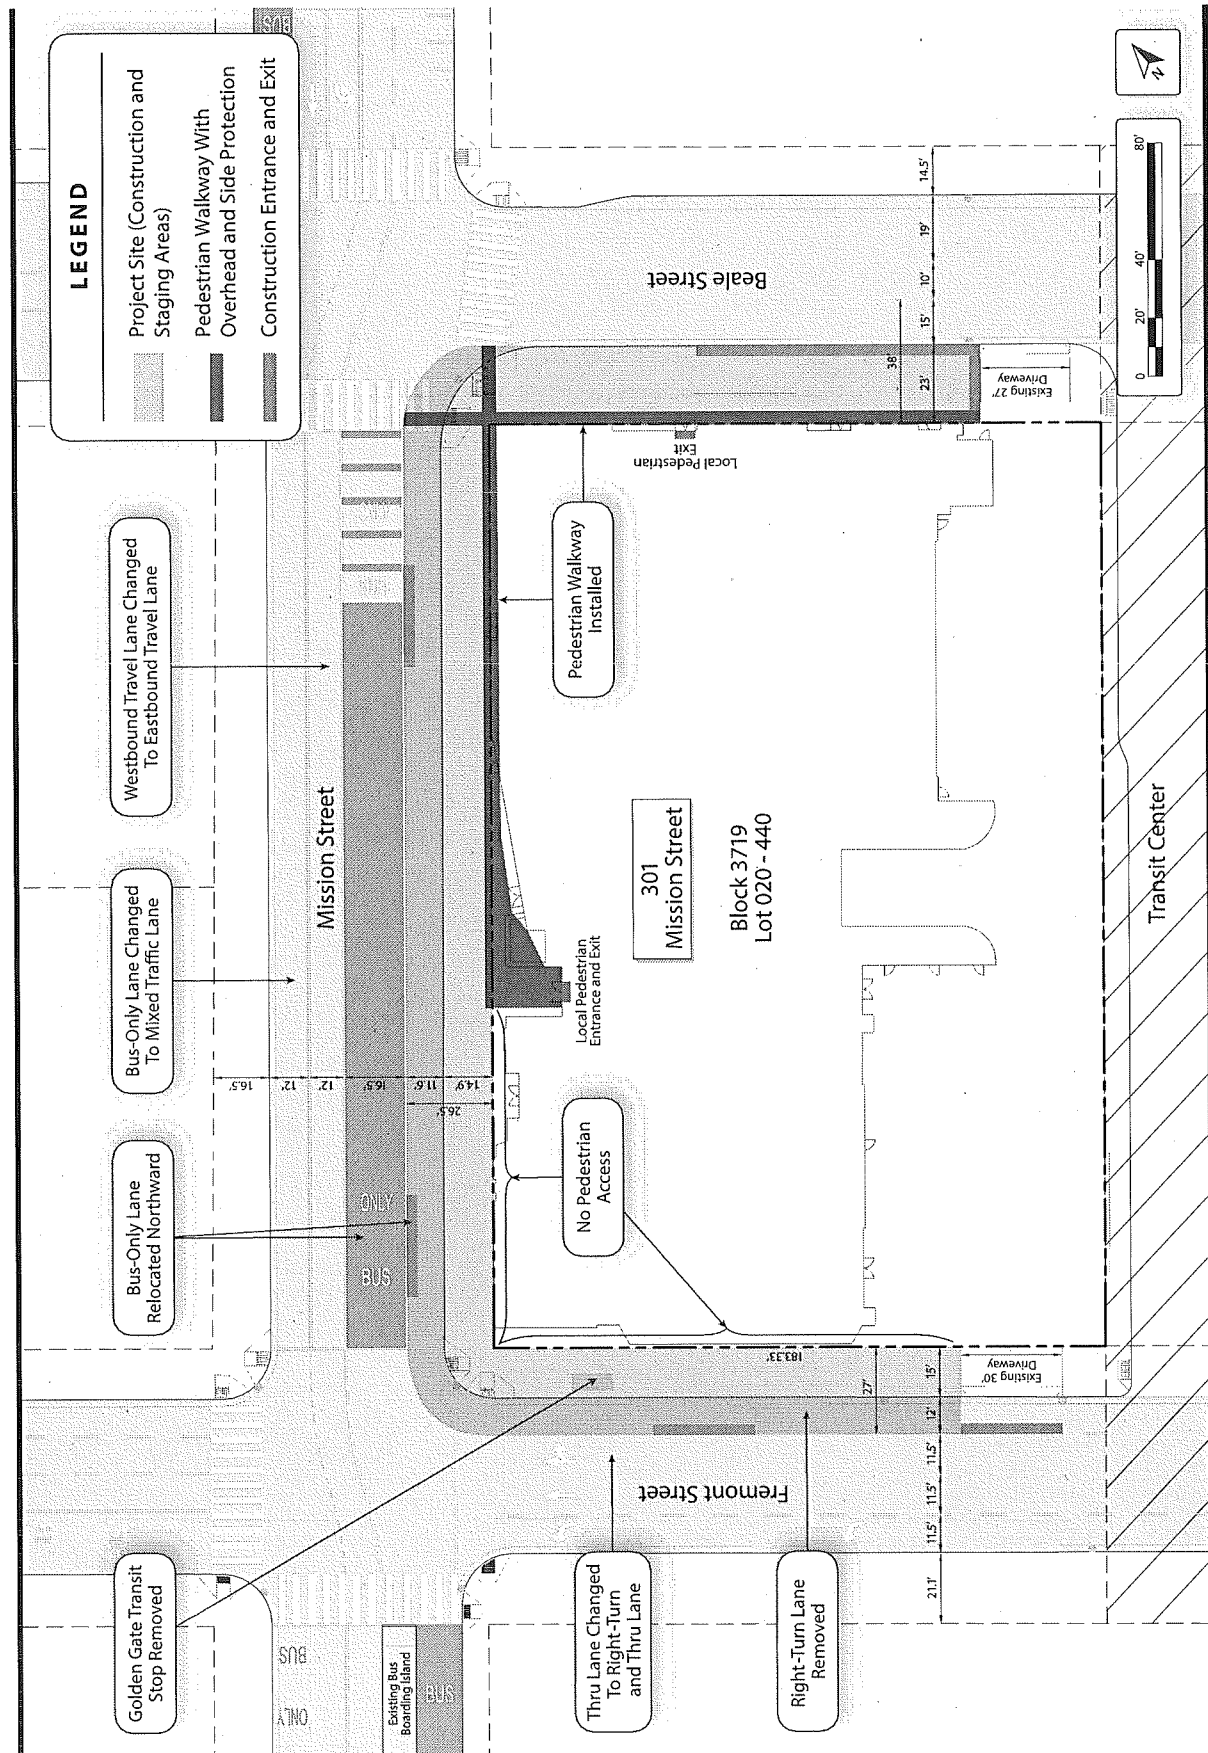 LEGEND
Project Site (Construction and
Staging Areas)
Pedestrian Walkway With
Overhead and Side Protection
Construction Entrance and Exit
BUS
Golden Gate Transit
Stop Removed
Bus-Only Lane
Relocated Northward
Bus-Only Lane Changed
To Mixed Traffic Lane
Westbound Travel Lane Changed
To Eastbound Travel Lane
Mission Street
16.5'
12'
12'
16.5'
11.6'
14.9'
26.5'
BUS
ONLY
ONLY
BUS
Existing Bus
Boarding Island
BUS
No Pedestrian
Access
Local Pedestrian
Entrance and Exit
Pedestrian Walkway
Installed
Local Pedestrian
Exit
301
Mission Street
Block 3719
Lot 020 - 440
Thru Lane Changed
To Right-Turn
and Thru Lane
Right-Turn Lane
Removed
Fremont Street
183.33'
27'
21.1'
11.5'
11.5'
11.5'
12'
15'
Existing 30'
Driveway
Beale Street
38'
23'
15'
10'
19'
14.5'
Existing 27'
Driveway
Transit Center
0
20'
40'
80'
N